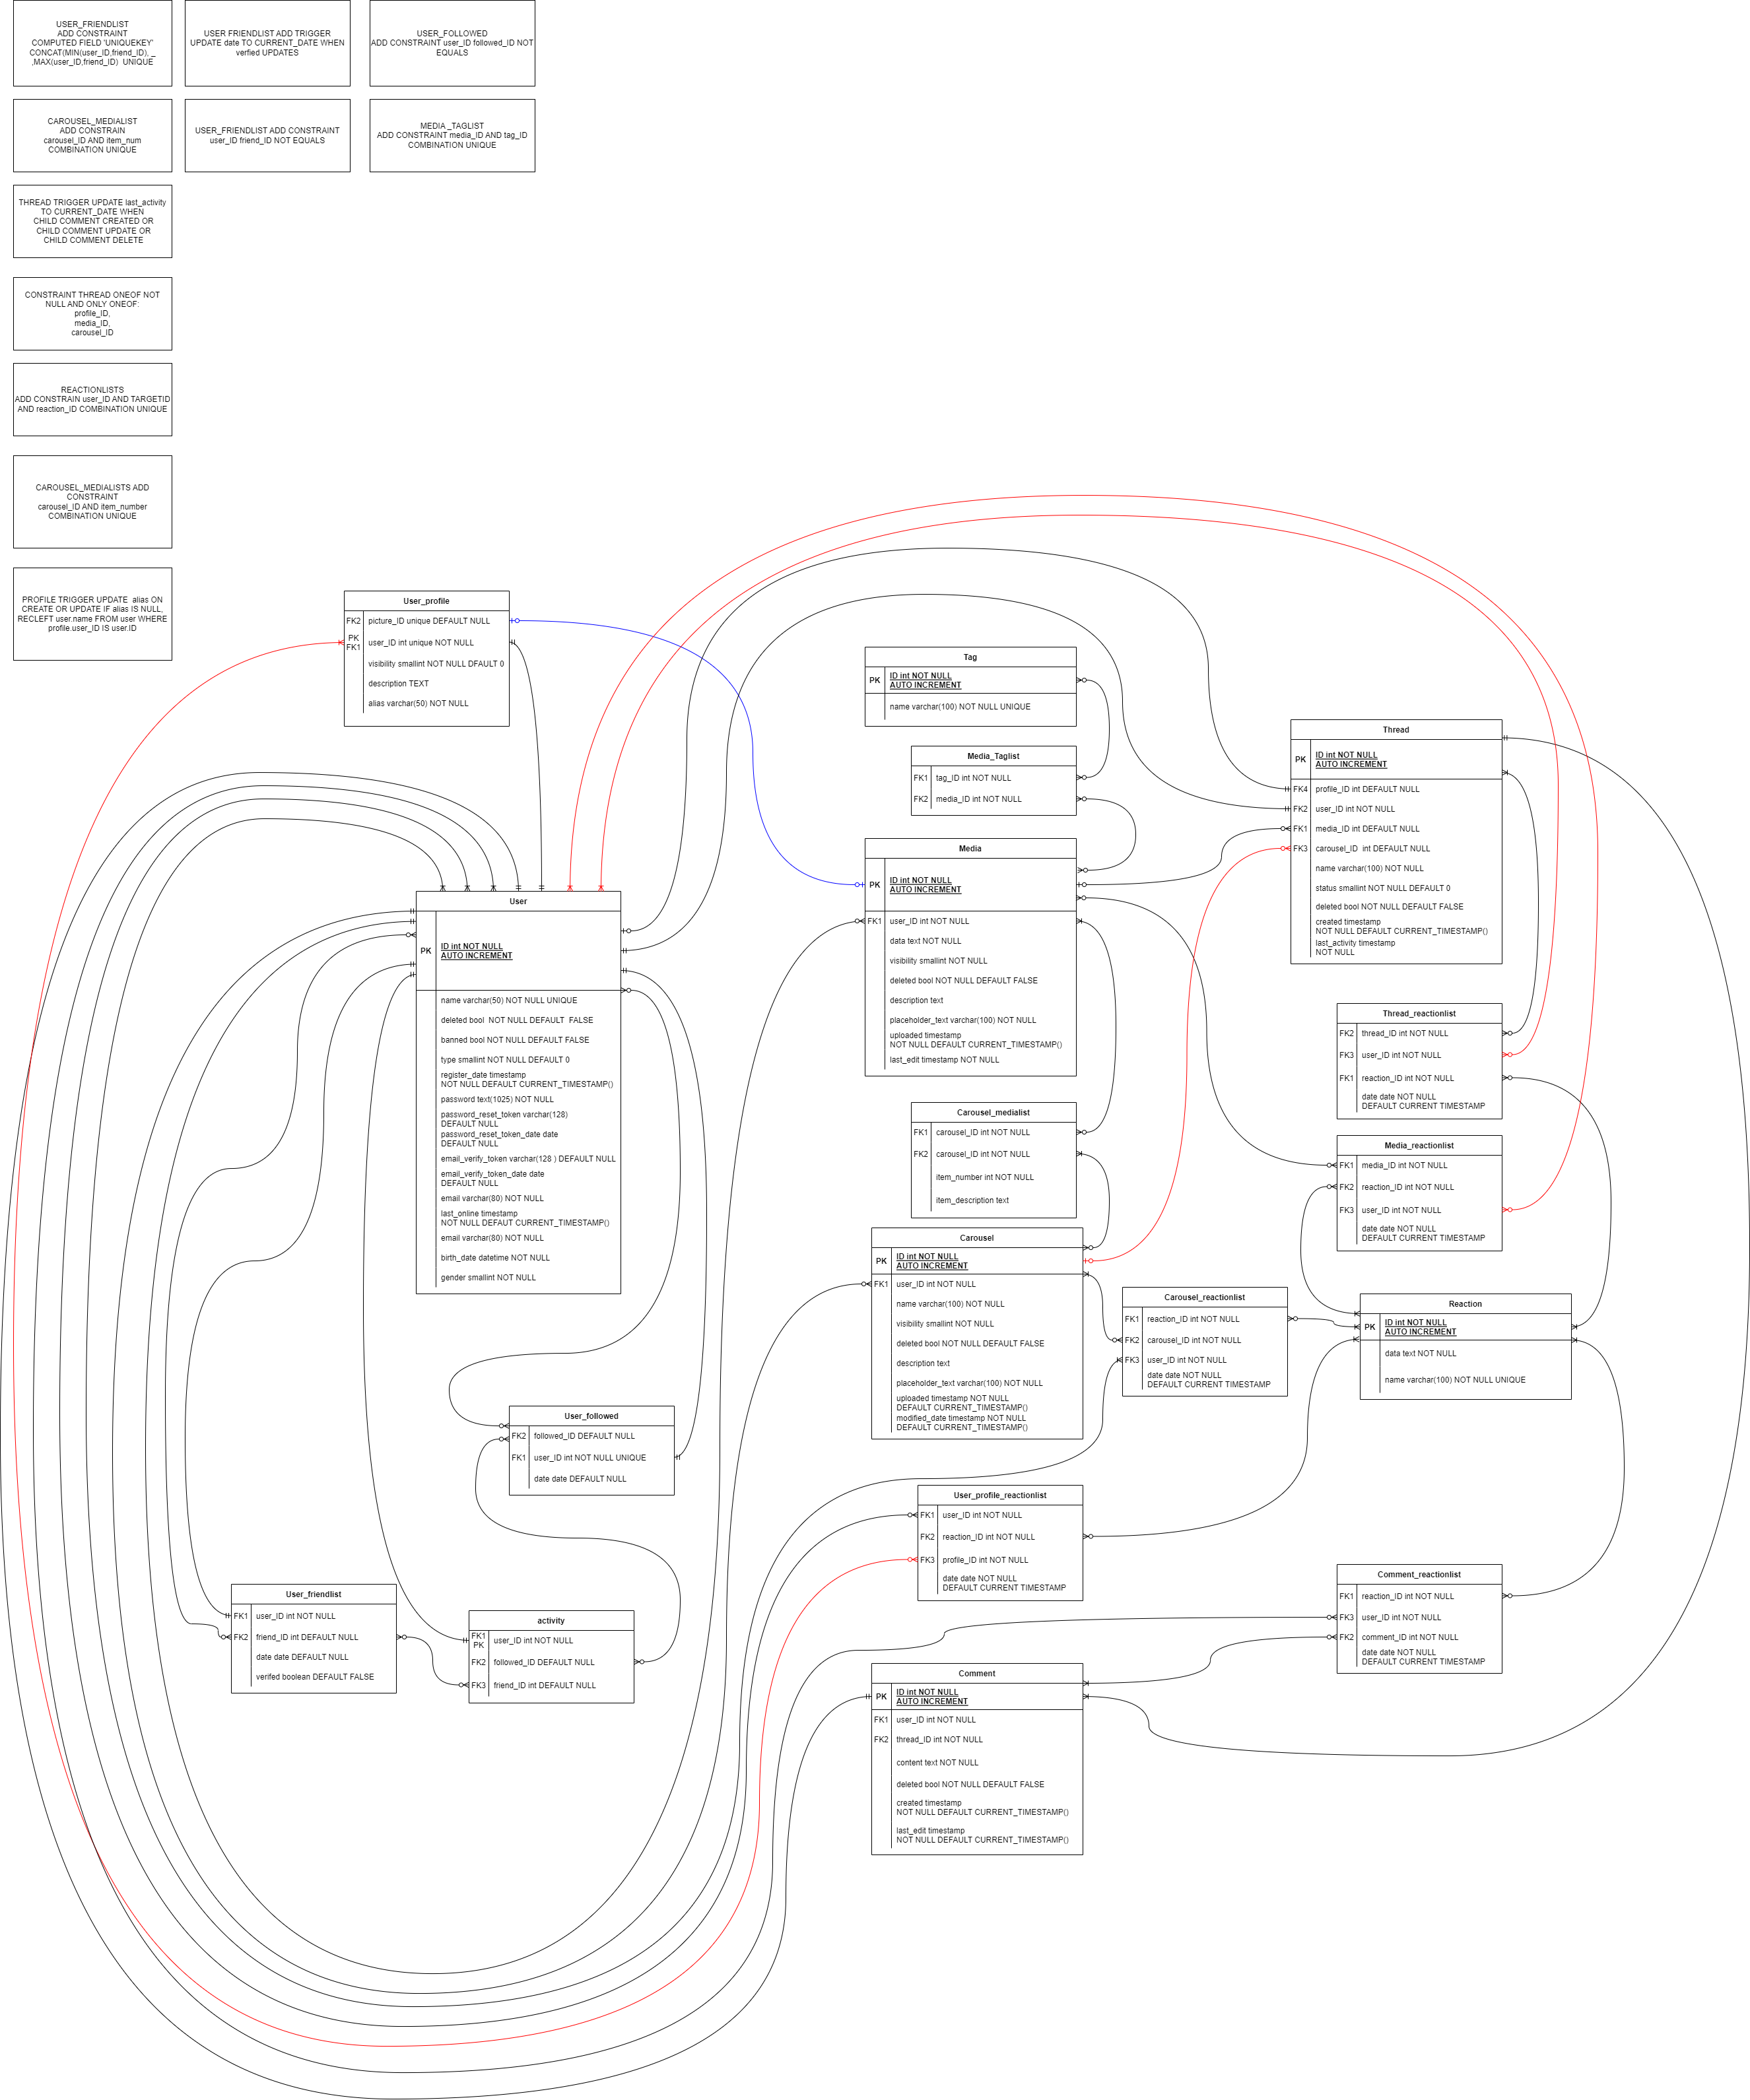 USER_FRIENDLIST
ADD CONSTRAINT
COMPUTED FIELD 'UNIQUEKEY'
CONCAT(MIN(user_ID,friend_ID), _
,MAX(user_ID,friend_ID)  UNIQUE
USER FRIENDLIST ADD TRIGGER
UPDATE date TO CURRENT_DATE WHEN
verfied UPDATES
USER_FOLLOWED
ADD CONSTRAINT user_ID followed_ID NOT
EQUALS
CAROUSEL_MEDIALIST
ADD CONSTRAIN
carousel_ID AND item_num
COMBINATION UNIQUE
USER_FRIENDLIST ADD CONSTRAINT
user_ID friend_ID NOT EQUALS
MEDIA _TAGLIST
ADD CONSTRAINT media_ID AND tag_ID
COMBINATION UNIQUE
THREAD TRIGGER UPDATE last_activity
TO CURRENT_DATE WHEN
CHILD COMMENT CREATED OR
CHILD COMMENT UPDATE OR
CHILD COMMENT DELETE
CONSTRAINT THREAD ONEOF NOT
NULL AND ONLY ONEOF:
profile_ID,
media_ID,
carousel_ID
REACTIONLISTS
ADD CONSTRAIN user_ID AND TARGETID
AND reaction_ID COMBINATION UNIQUE
CAROUSEL_MEDIALISTS ADD
CONSTRAINT
carousel_ID AND item_number
COMBINATION UNIQUE
PROFILE TRIGGER UPDATE  alias ON
CREATE OR UPDATE IF alias IS NULL,
RECLEFT user.name FROM user WHERE
profile.user_ID IS user.ID
User_profile
FK2 picture_ID unique DEFAULT NULL
PK
FK1 user_ID int unique NOT NULL
visibility smallint NOT NULL DFAULT 0
description TEXT
alias varchar(50) NOT NULL
Tag
PK ID int NOT NULL
AUTO INCREMENT
name varchar(100) NOT NULL UNIQUE
Media_Taglist
FK1 tag_ID int NOT NULL
FK2 media_ID int NOT NULL
Media
PK ID int NOT NULL
AUTO INCREMENT
FK1 user_ID int NOT NULL
data text NOT NULL
visibility smallint NOT NULL
deleted bool NOT NULL DEFAULT FALSE
description text
placeholder_text varchar(100) NOT NULL
uploaded timestamp
NOT NULL DEFAULT CURRENT_TIMESTAMP()
last_edit timestamp NOT NULL
Thread
PK ID int NOT NULL
AUTO INCREMENT
FK4 profile_ID int DEFAULT NULL
FK2 user_ID int NOT NULL
FK1 media_ID int DEFAULT NULL
FK3 carousel_ID  int DEFAULT NULL
name varchar(100) NOT NULL
status smallint NOT NULL DEFAULT 0
deleted bool NOT NULL DEFAULT FALSE
created timestamp
NOT NULL DEFAULT CURRENT_TIMESTAMP()
last_activity timestamp
NOT NULL
User
PK ID int NOT NULL
AUTO INCREMENT
name varchar(50) NOT NULL UNIQUE
deleted bool  NOT NULL DEFAULT  FALSE
banned bool NOT NULL DEFAULT FALSE
type smallint NOT NULL DEFAULT 0
register_date timestamp
NOT NULL DEFAULT CURRENT_TIMESTAMP()
password text(1025) NOT NULL
password_reset_token varchar(128)
DEFAULT NULL
password_reset_token_date date
DEFAULT NULL
email_verify_token varchar(128 ) DEFAULT NULL
email_verify_token_date date
DEFAULT NULL
email varchar(80) NOT NULL
last_online timestamp
NOT NULL DEFAUT CURRENT_TIMESTAMP()
email varchar(80) NOT NULL
birth_date datetime NOT NULL
gender smallint NOT NULL
Thread_reactionlist
FK2 thread_ID int NOT NULL
FK3 user_ID int NOT NULL
FK1 reaction_ID int NOT NULL
date date NOT NULL
DEFAULT CURRENT TIMESTAMP
Carousel_medialist
FK1 carousel_ID int NOT NULL
FK2 carousel_ID int NOT NULL
item_number int NOT NULL
item_description text
Media_reactionlist
FK1 media_ID int NOT NULL
FK2 reaction_ID int NOT NULL
FK3 user_ID int NOT NULL
date date NOT NULL
DEFAULT CURRENT TIMESTAMP
Carousel
PK ID int NOT NULL
AUTO INCREMENT
FK1 user_ID int NOT NULL
name varchar(100) NOT NULL
visibility smallint NOT NULL
deleted bool NOT NULL DEFAULT FALSE
description text
placeholder_text varchar(100) NOT NULL
uploaded timestamp NOT NULL
DEFAULT CURRENT_TIMESTAMP()
modified_date timestamp NOT NULL
DEFAULT CURRENT_TIMESTAMP()
Carousel_reactionlist
FK1 reaction_ID int NOT NULL
FK2 carousel_ID int NOT NULL
FK3 user_ID int NOT NULL
date date NOT NULL
DEFAULT CURRENT TIMESTAMP
Reaction
PK ID int NOT NULL
AUTO INCREMENT
data text NOT NULL
name varchar(100) NOT NULL UNIQUE
User_followed
FK2 followed_ID DEFAULT NULL
FK1 user_ID int NOT NULL UNIQUE
date date DEFAULT NULL
User_profile_reactionlist
FK1 user_ID int NOT NULL
FK2 reaction_ID int NOT NULL
FK3 profile_ID int NOT NULL
date date NOT NULL
DEFAULT CURRENT TIMESTAMP
User_friendlist
FK1 user_ID int NOT NULL
FK2 friend_ID int DEFAULT NULL
date date DEFAULT NULL
verifed boolean DEFAULT FALSE
activity
FK1
PK user_ID int NOT NULL
FK2 followed_ID DEFAULT NULL
FK3 friend_ID int DEFAULT NULL
Comment_reactionlist
FK1 reaction_ID int NOT NULL
FK3 user_ID int NOT NULL
FK2 comment_ID int NOT NULL
date date NOT NULL
DEFAULT CURRENT TIMESTAMP
Comment
PK ID int NOT NULL
AUTO INCREMENT
FK1 user_ID int NOT NULL
FK2 thread_ID int NOT NULL
content text NOT NULL
deleted bool NOT NULL DEFAULT FALSE
created timestamp
NOT NULL DEFAULT CURRENT_TIMESTAMP()
last_edit timestamp
NOT NULL DEFAULT CURRENT_TIMESTAMP()